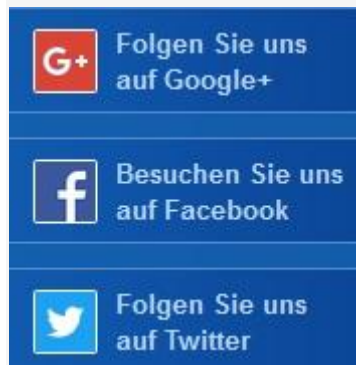 G+ Folgen Sie uns
auf Google+
f Besuchen Sie uns
auf Facebook
Folgen Sie uns
auf Twitter